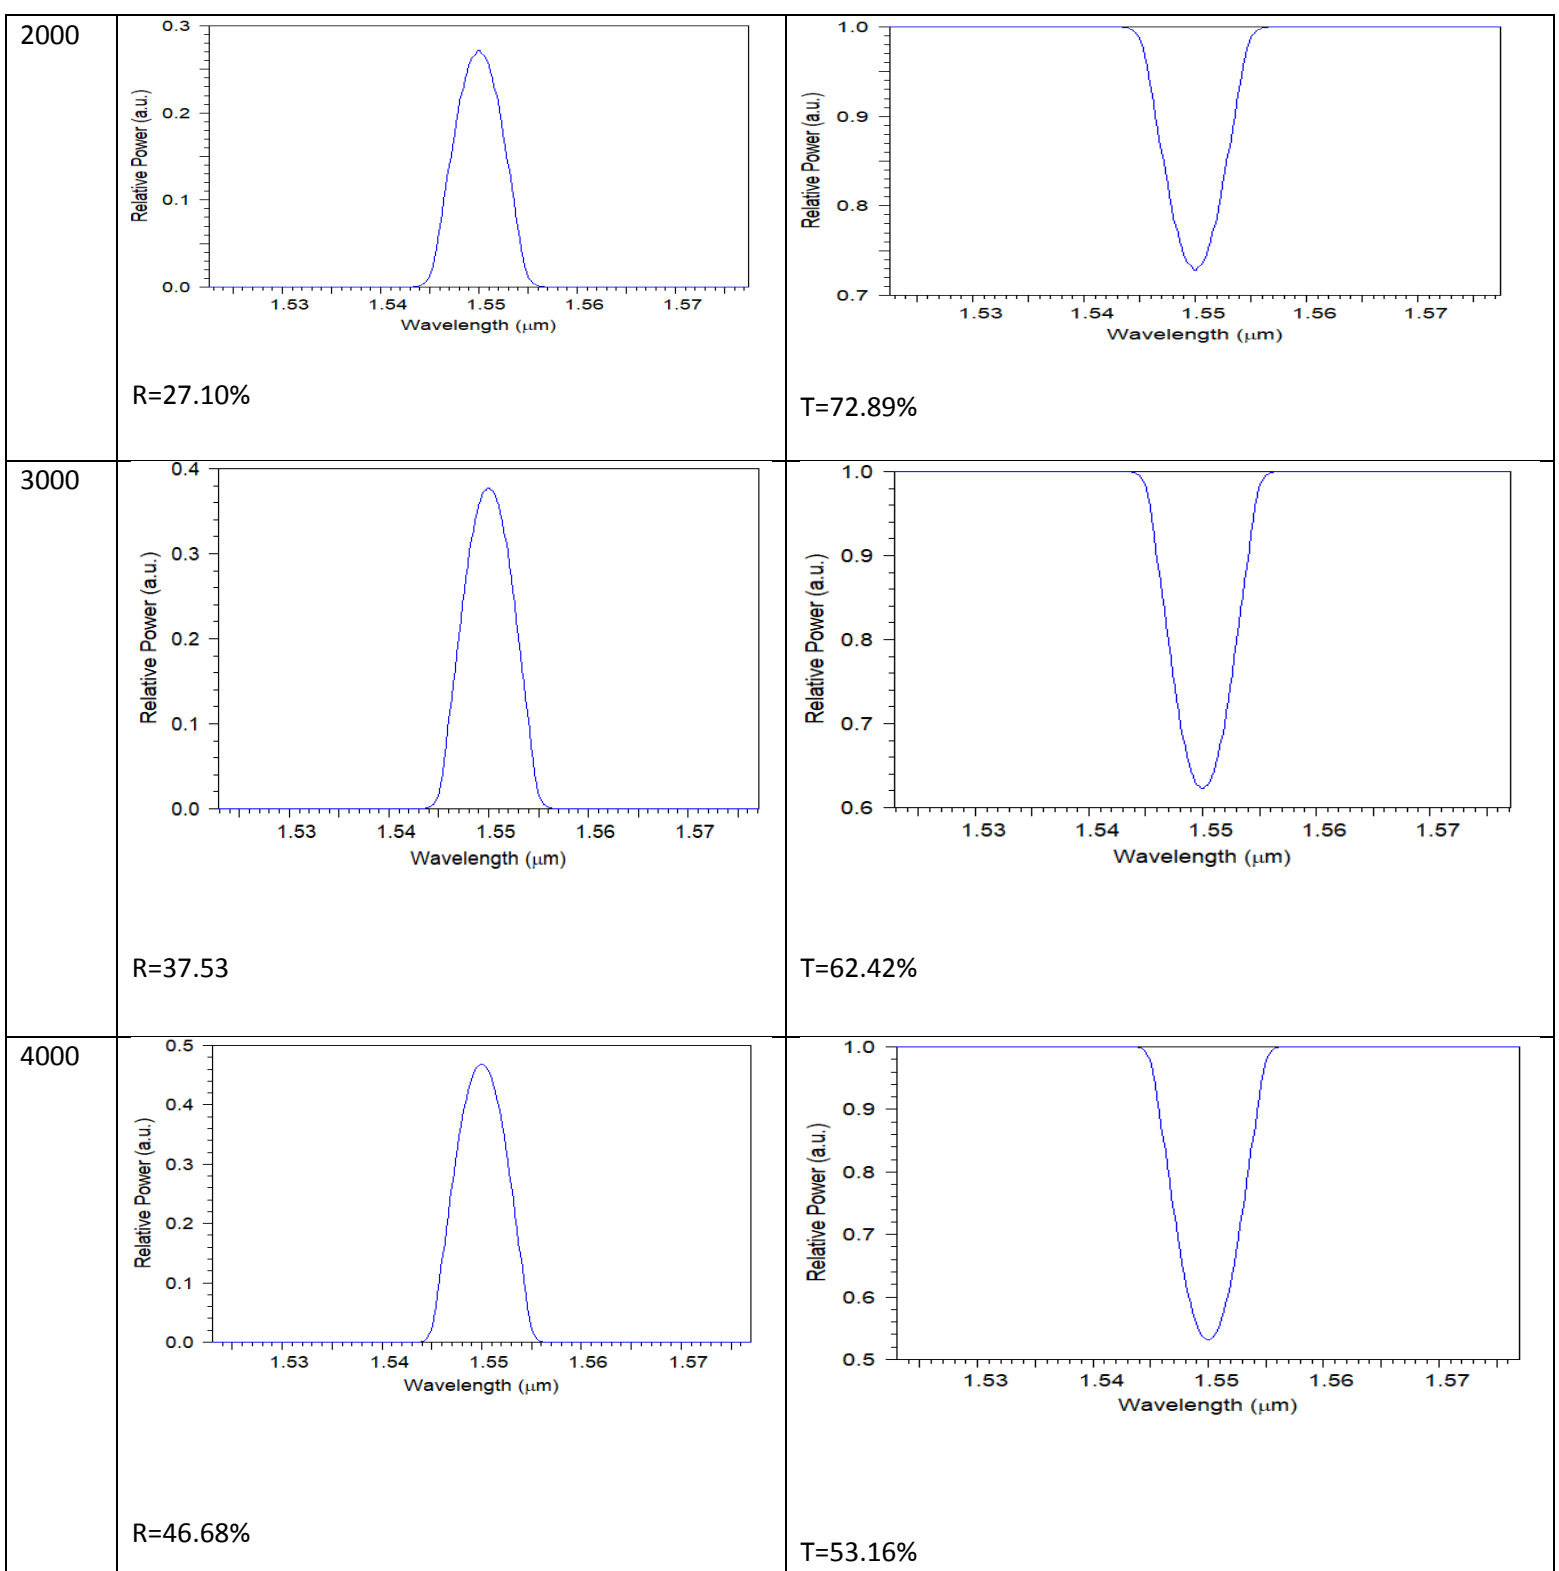 2000
0.3
0.2
0.1
0.0
Relative Power (a.u.)
1.53 1.54 1.55 1.56 1.57
Wavelength (μm)
R=27.10%
1.0
0.9
0.8
0.7
Relative Power (a.u.)
1.53 1.54 1.55 1.56 1.57
Wavelength (μm)
T=72.89%
3000
0.4
0.3
0.2
0.1
0.0
Relative Power (a.u.)
1.53 1.54 1.55 1.56 1.57
Wavelength (μm)
R=37.53
1.0
0.9
0.8
0.7
0.6
Relative Power (a.u.)
1.53 1.54 1.55 1.56 1.57
Wavelength (μm)
T=62.42%
4000
0.5
0.4
0.3
0.2
0.1
0.0
Relative Power (a.u.)
1.53 1.54 1.55 1.56 1.57
Wavelength (μm)
R=46.68%
1.0
0.9
0.8
0.7
0.6
0.5
Relative Power (a.u.)
1.53 1.54 1.55 1.56 1.57
Wavelength (μm)
T=53.16%